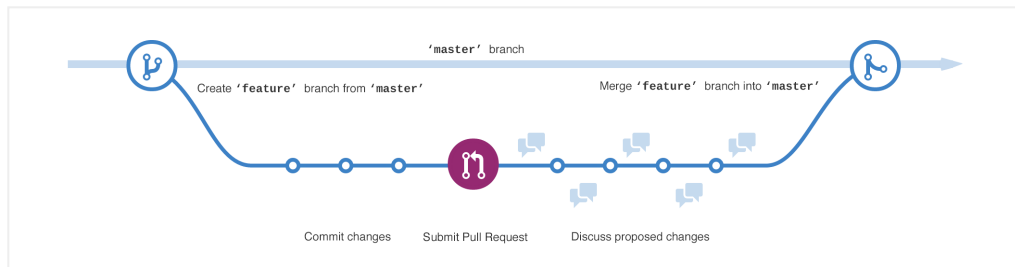 ‘master’ branch
Create ‘feature’ branch from ‘master’
Merge ‘feature’ branch into ‘master’
Commit changes
Submit Pull Request
Discuss proposed changes